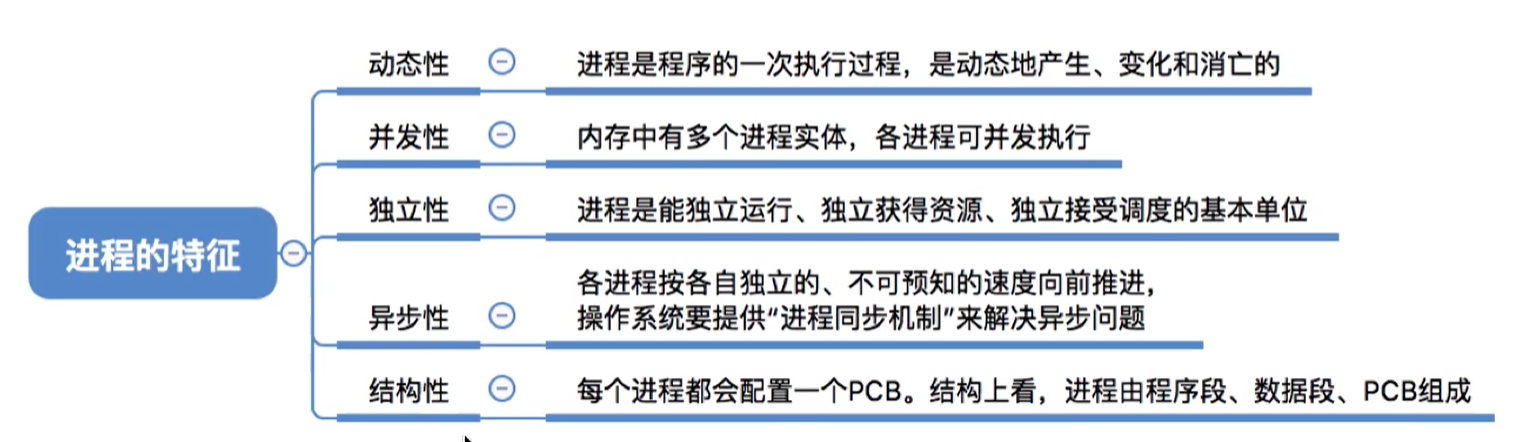 进程的特征
动态性
进程是程序的一次执行过程，是动态地产生、变化和消亡的
并发性
内存中有多个进程实体，各进程可并发执行
独立性
进程是能独立运行、独立获得资源、独立接受调度的基本单位
异步性
各进程按各自独立的、不可预知的速度向前推进，
操作系统要提供“进程同步机制”来解决异步问题
结构性
每个进程都会配置一个PCB。结构上看，进程由程序段、数据段、PCB组成